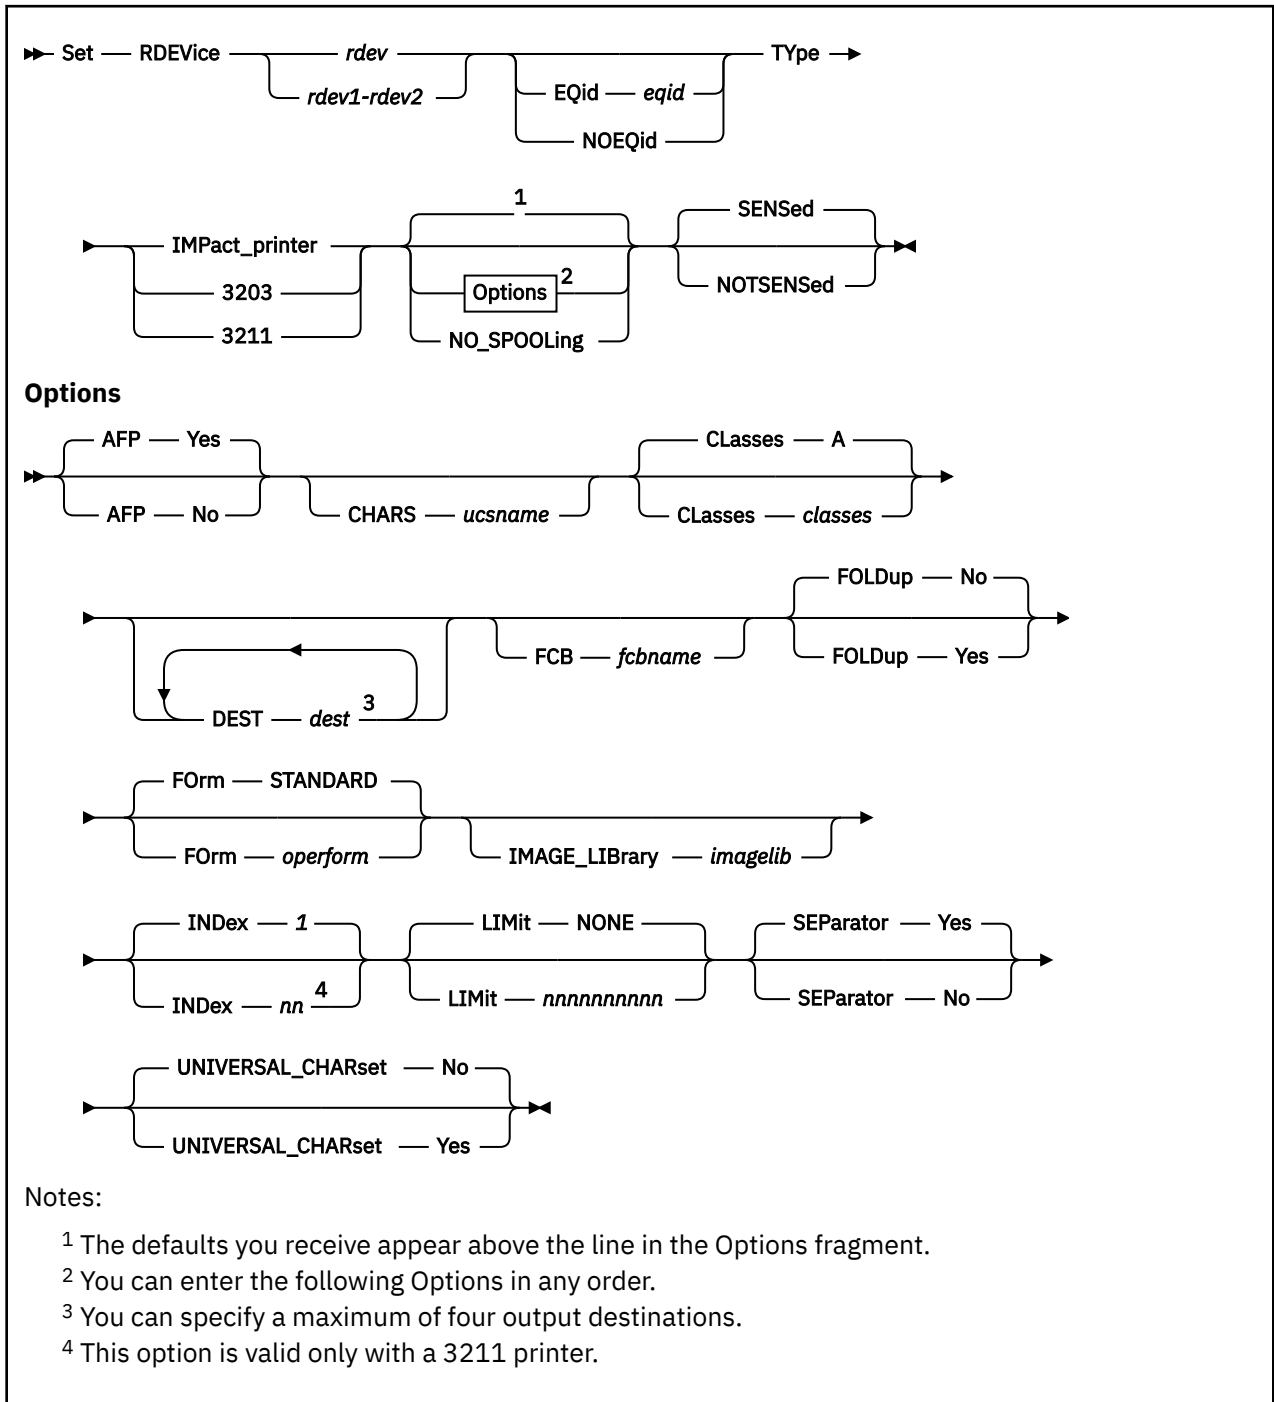 Set RDEVice rdev TYpe
rdev1-rdev2
EQid eqid
NOEQid
1
IMPact_printer
3203
3211
Options 2
NO_SPOOLing
SENSed
NOTSENSed
Options
AFP Yes
AFP No
CHARS ucsname
CLasses A
CLasses classes
DEST dest 3
FCB fcbname
FOLDup No
FOLDup Yes
FOrm STANDARD
FOrm operform
IMAGE_LIBrary imagelib
INDex 1
INDex nn 4
LIMit NONE
LIMit nnnnnnnnnn
SEParator Yes
SEParator No
UNIVERSAL_CHARset No
UNIVERSAL_CHARset Yes
Notes:
1 The defaults you receive appear above the line in the Options fragment.
2 You can enter the following Options in any order.
3 You can specify a maximum of four output destinations.
4 This option is valid only with a 3211 printer.